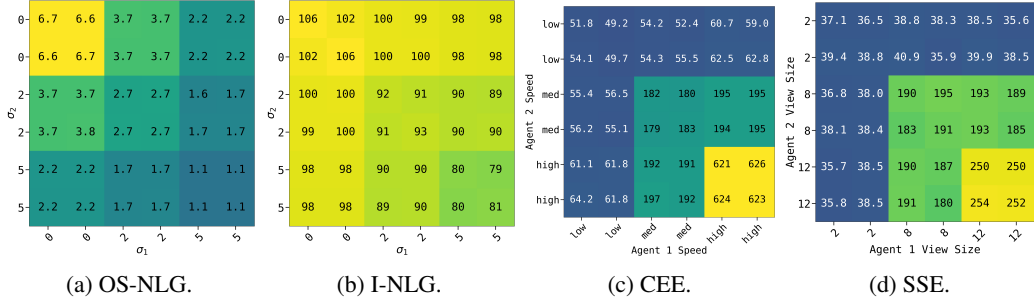 6.7 6.6 3.7 3.7 2.2 2.2
6.6 6.7 3.7 3.7 2.2 2.2
3.7 3.7 2.7 2.7 1.6 1.7
3.7 3.8 2.7 2.7 1.7 1.7
2.2 2.2 1.7 1.7 1.1 1.1
2.2 2.2 1.7 1.7 1.1 1.1
0
0
2
2
5
5
σ₂
0 0 2 2 5 5
σ₁
(a) OS-NLG.
106 102 100 99 98 98
102 106 100 100 98 98
100 100 92 91 90 89
99 100 91 93 90 90
98 98 90 90 80 79
98 98 89 90 80 81
0
0
2
2
5
5
σ₂
0 0 2 2 5 5
σ₁
(b) I-NLG.
51.8 49.2 54.2 52.4 60.7 59.0
54.1 49.7 54.3 55.5 62.5 62.8
55.4 56.5 182 180 195 195
56.2 55.1 179 183 194 195
61.1 61.8 192 191 621 626
64.2 61.8 197 192 624 623
low
low
med
med
high
high
Agent 2 Speed
low low med med high high
Agent 1 Speed
(c) CEE.
37.1 36.5 38.8 38.3 38.5 35.6
39.4 38.8 40.9 35.9 39.9 38.5
36.8 38.0 190 195 193 189
38.1 38.4 183 191 193 185
35.7 38.5 190 187 250 250
35.8 38.5 191 180 254 252
2
2
8
8
12
12
Agent 2 View Size
2 2 8 8 12 12
Agent 1 View Size
(d) SSE.